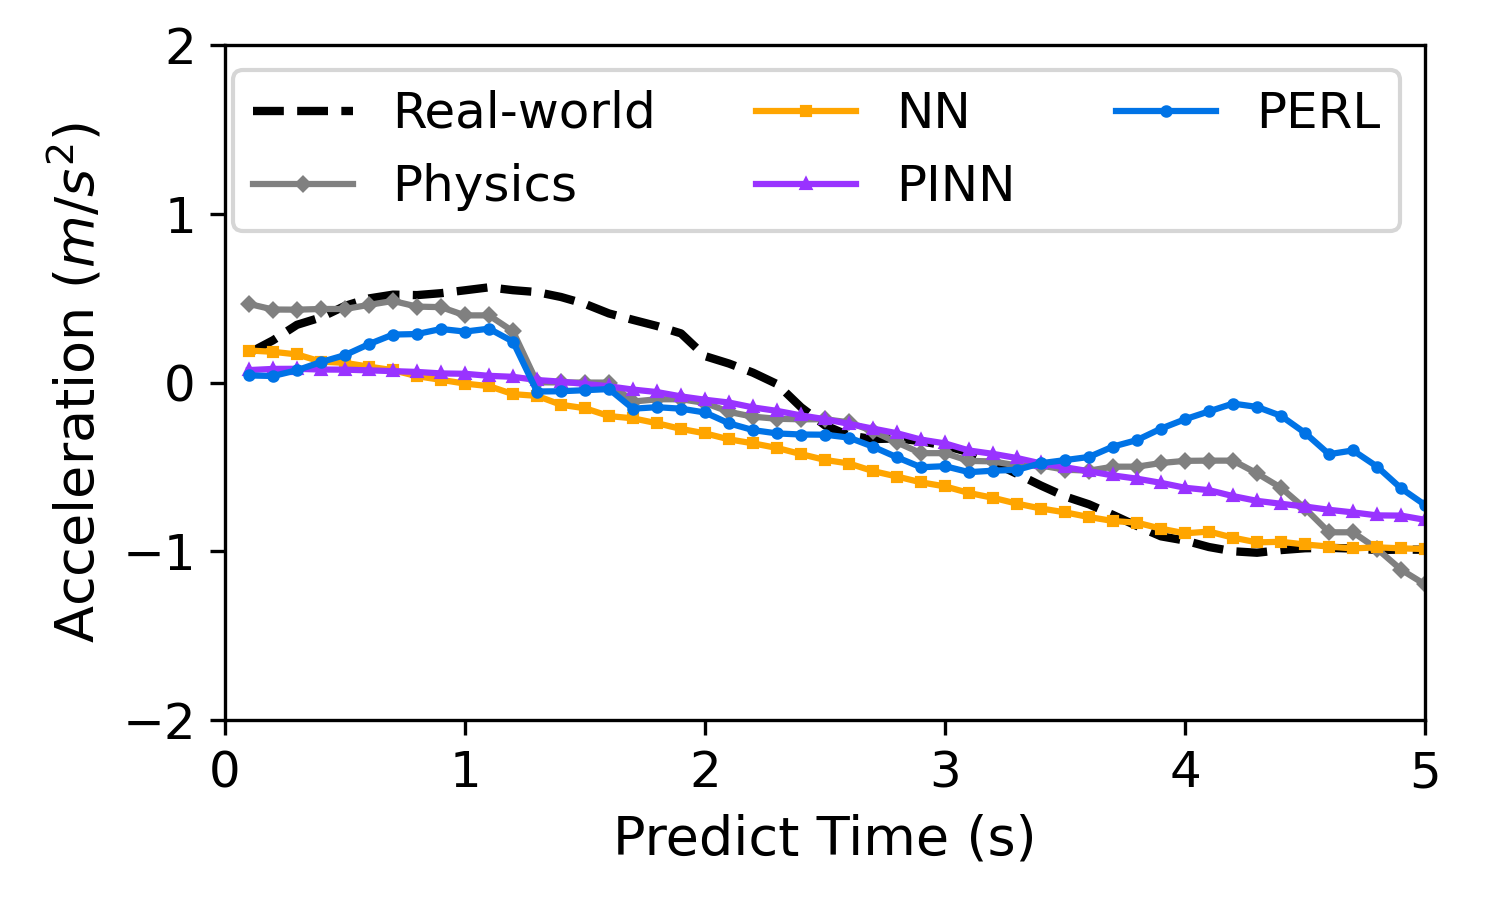 2
1
0
−1
−2
Acceleration (m/s²)
Real-world
Physics
NN
PINN
PERL
0 1 2 3 4 5
Predict Time (s)